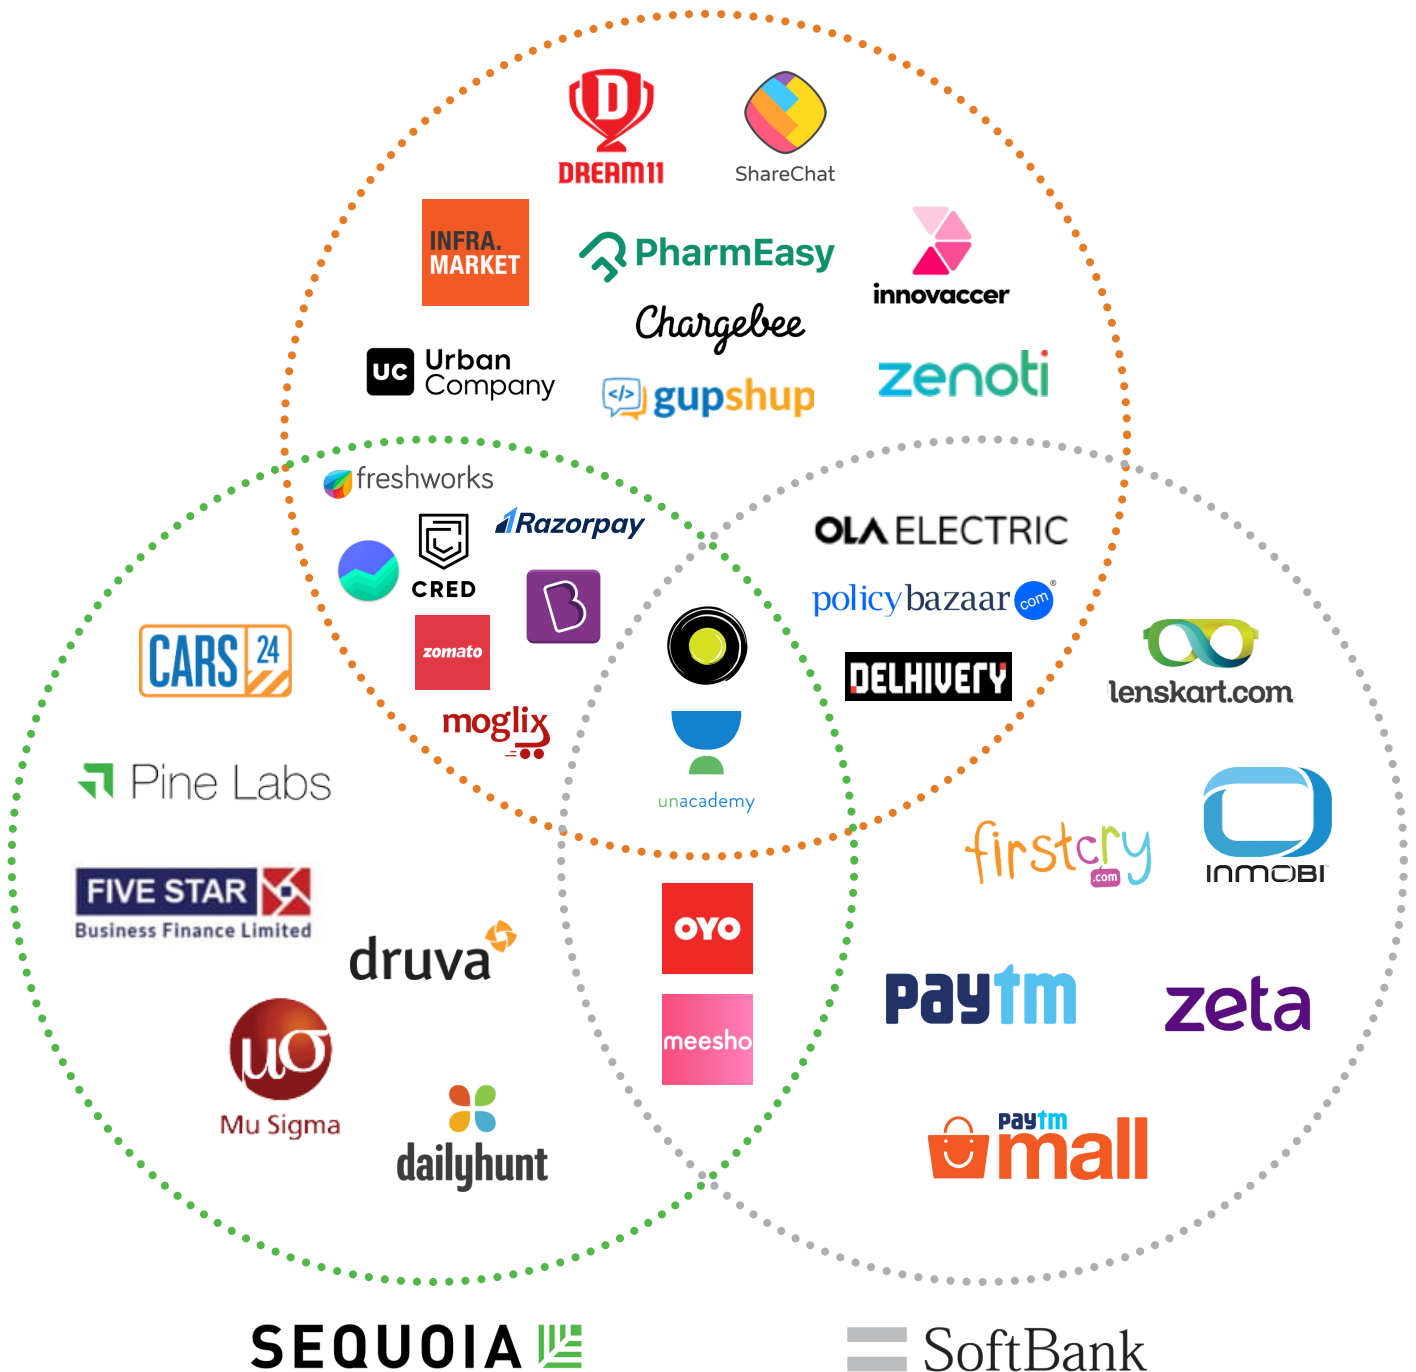 D
DREAM11
ShareChat
INFRA.
MARKET
PharmEasy
innovaccer
Chargebee
UC Urban
Company
gupshup
zenoti
freshworks
Razorpay
CRED
B
zomato
moglix
OLA ELECTRIC
policybazaar com®
DELHIVERY
CARS 24
unacademy
lenskart.com
Pine Labs
FIVE STAR
Business Finance Limited
druva
μσ
Mu Sigma
dailyhunt
OYO
meesho
firstcry
.com
INMOBI
paytm
zeta
paytm
mall
SEQUOIA
SoftBank